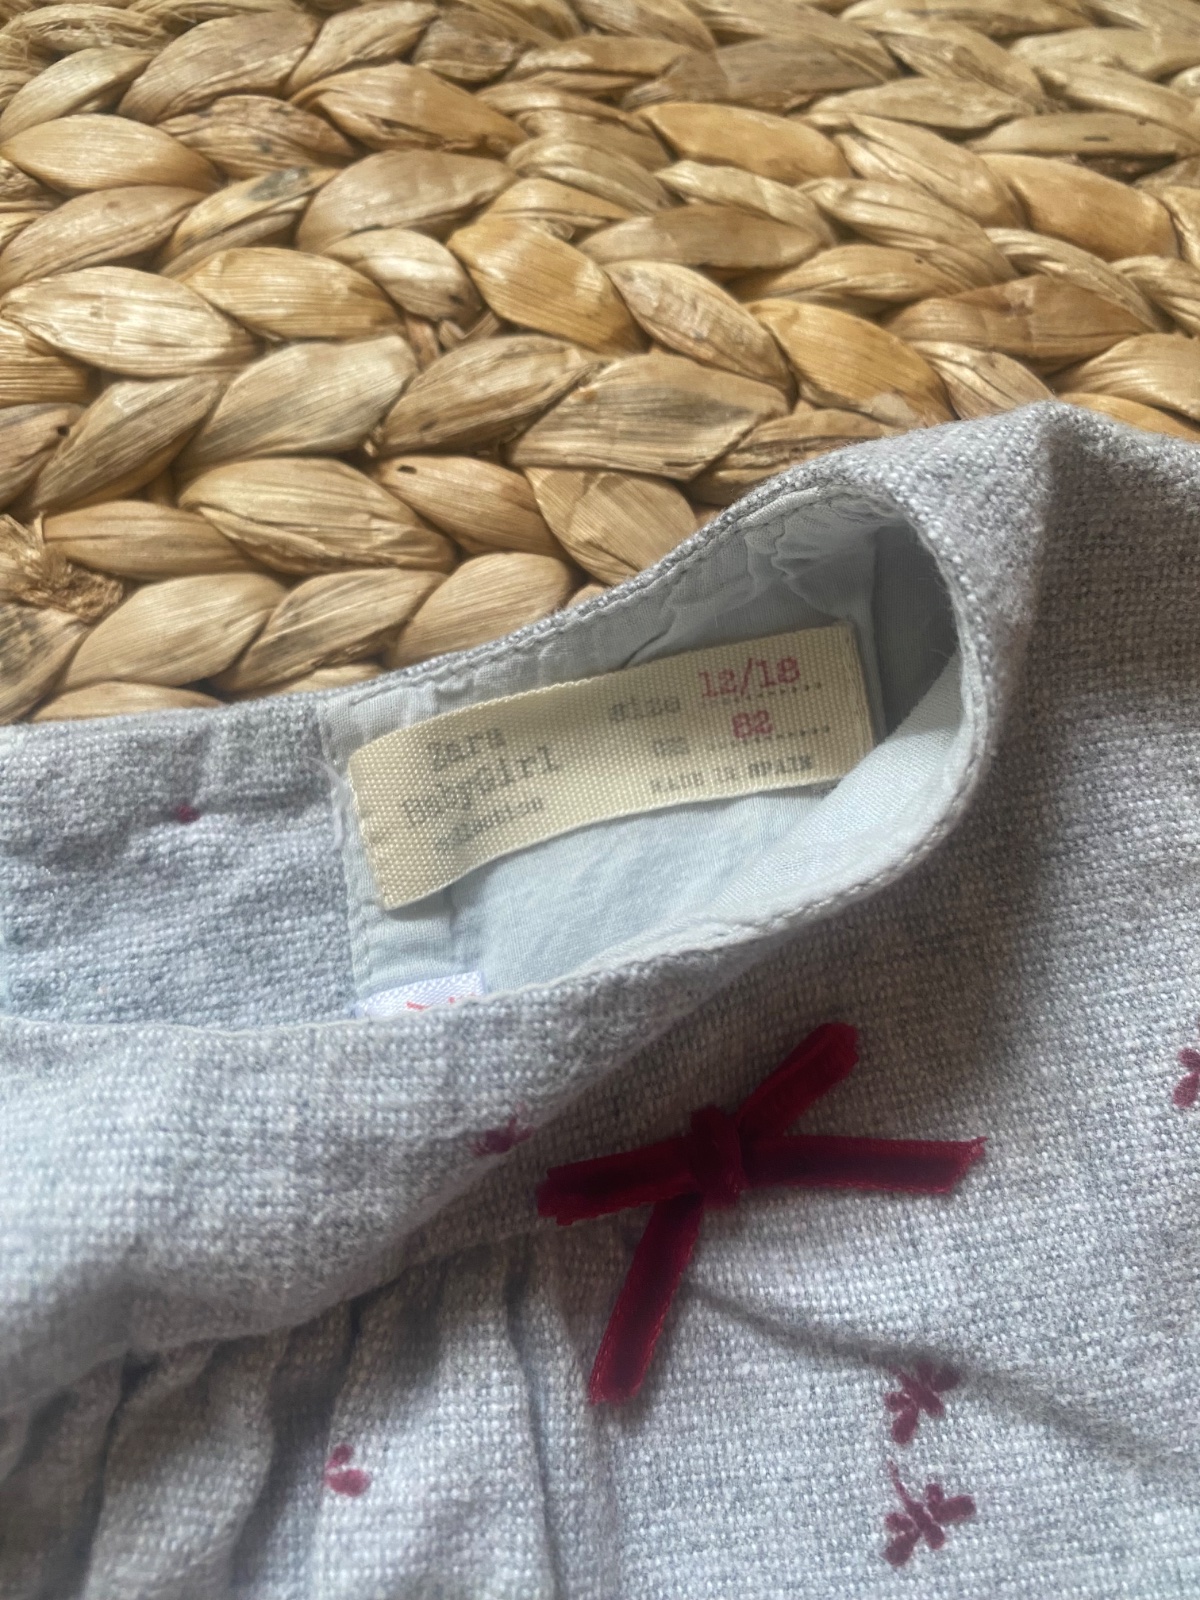 Zara
BabyGirl
size 12/18
82
MADE IN SPAIN